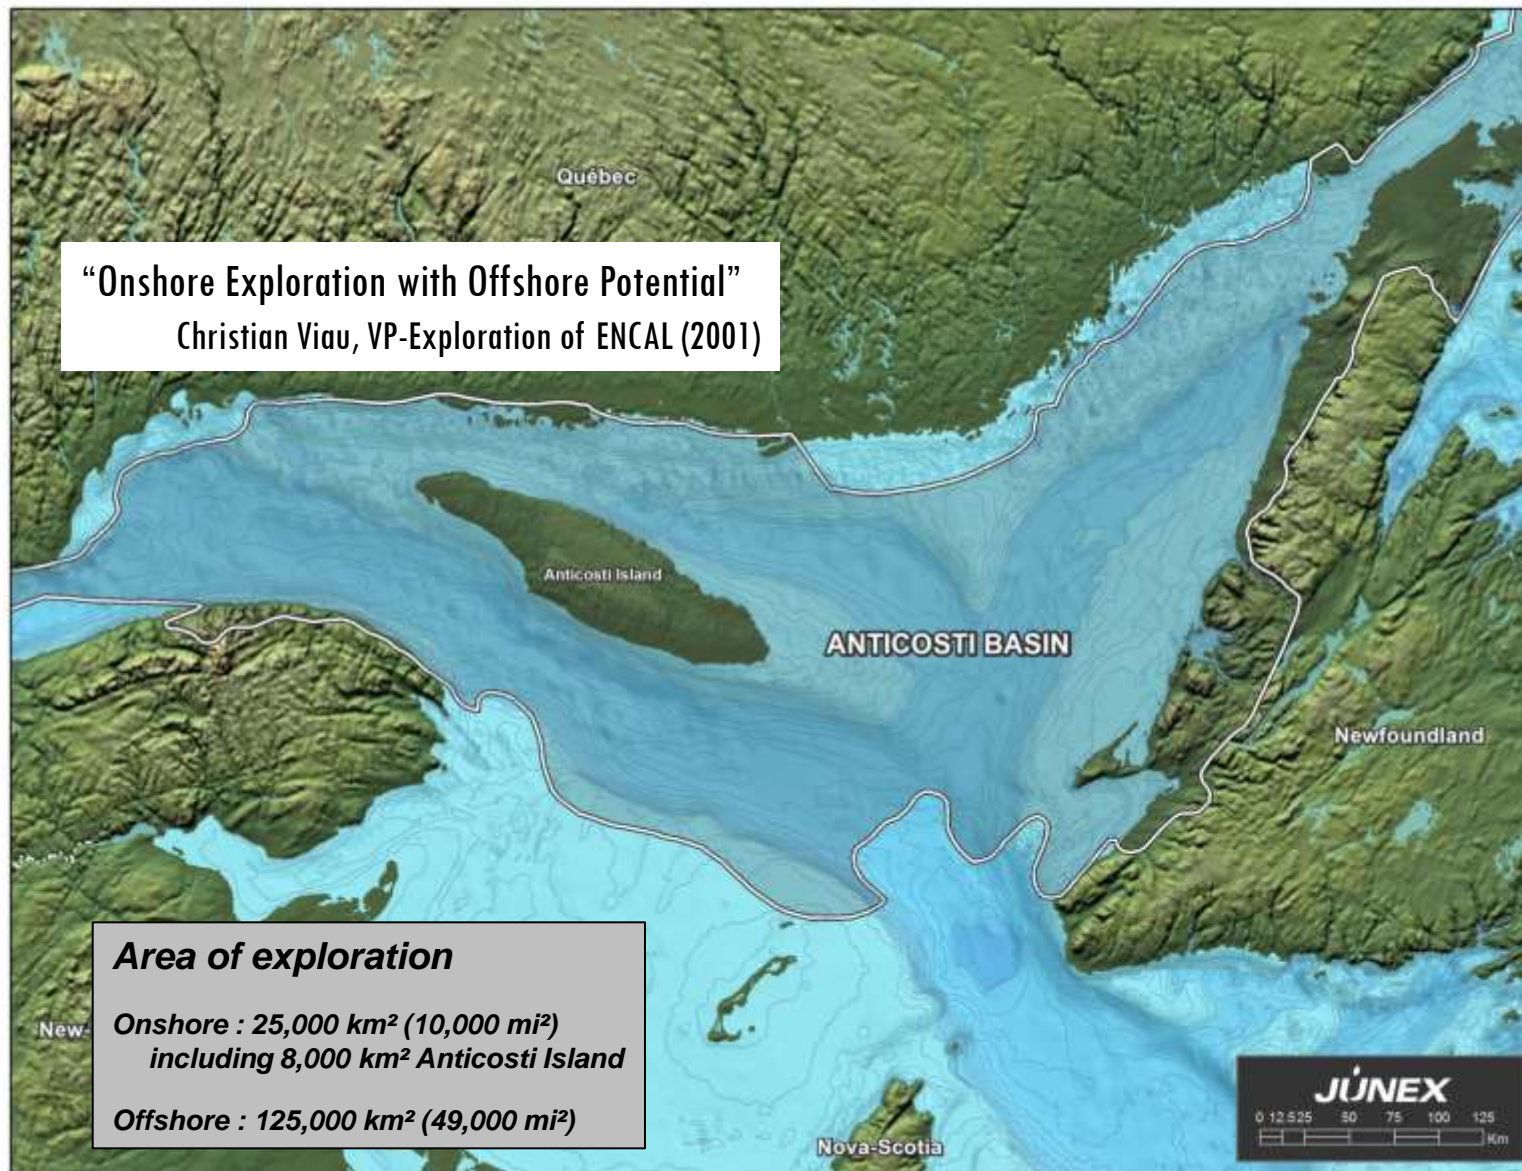 Québec
“Onshore Exploration with Offshore Potential”
Christian Viau, VP-Exploration of ENCAL (2001)
Anticosti Island
ANTICOSTI BASIN
Newfoundland
Area of exploration
Onshore : 25,000 km² (10,000 mi²)
including 8,000 km² Anticosti Island
Offshore : 125,000 km² (49,000 mi²)
New-
Nova-Scotia
JUNEX
0 12.525 50 75 100 125
Km